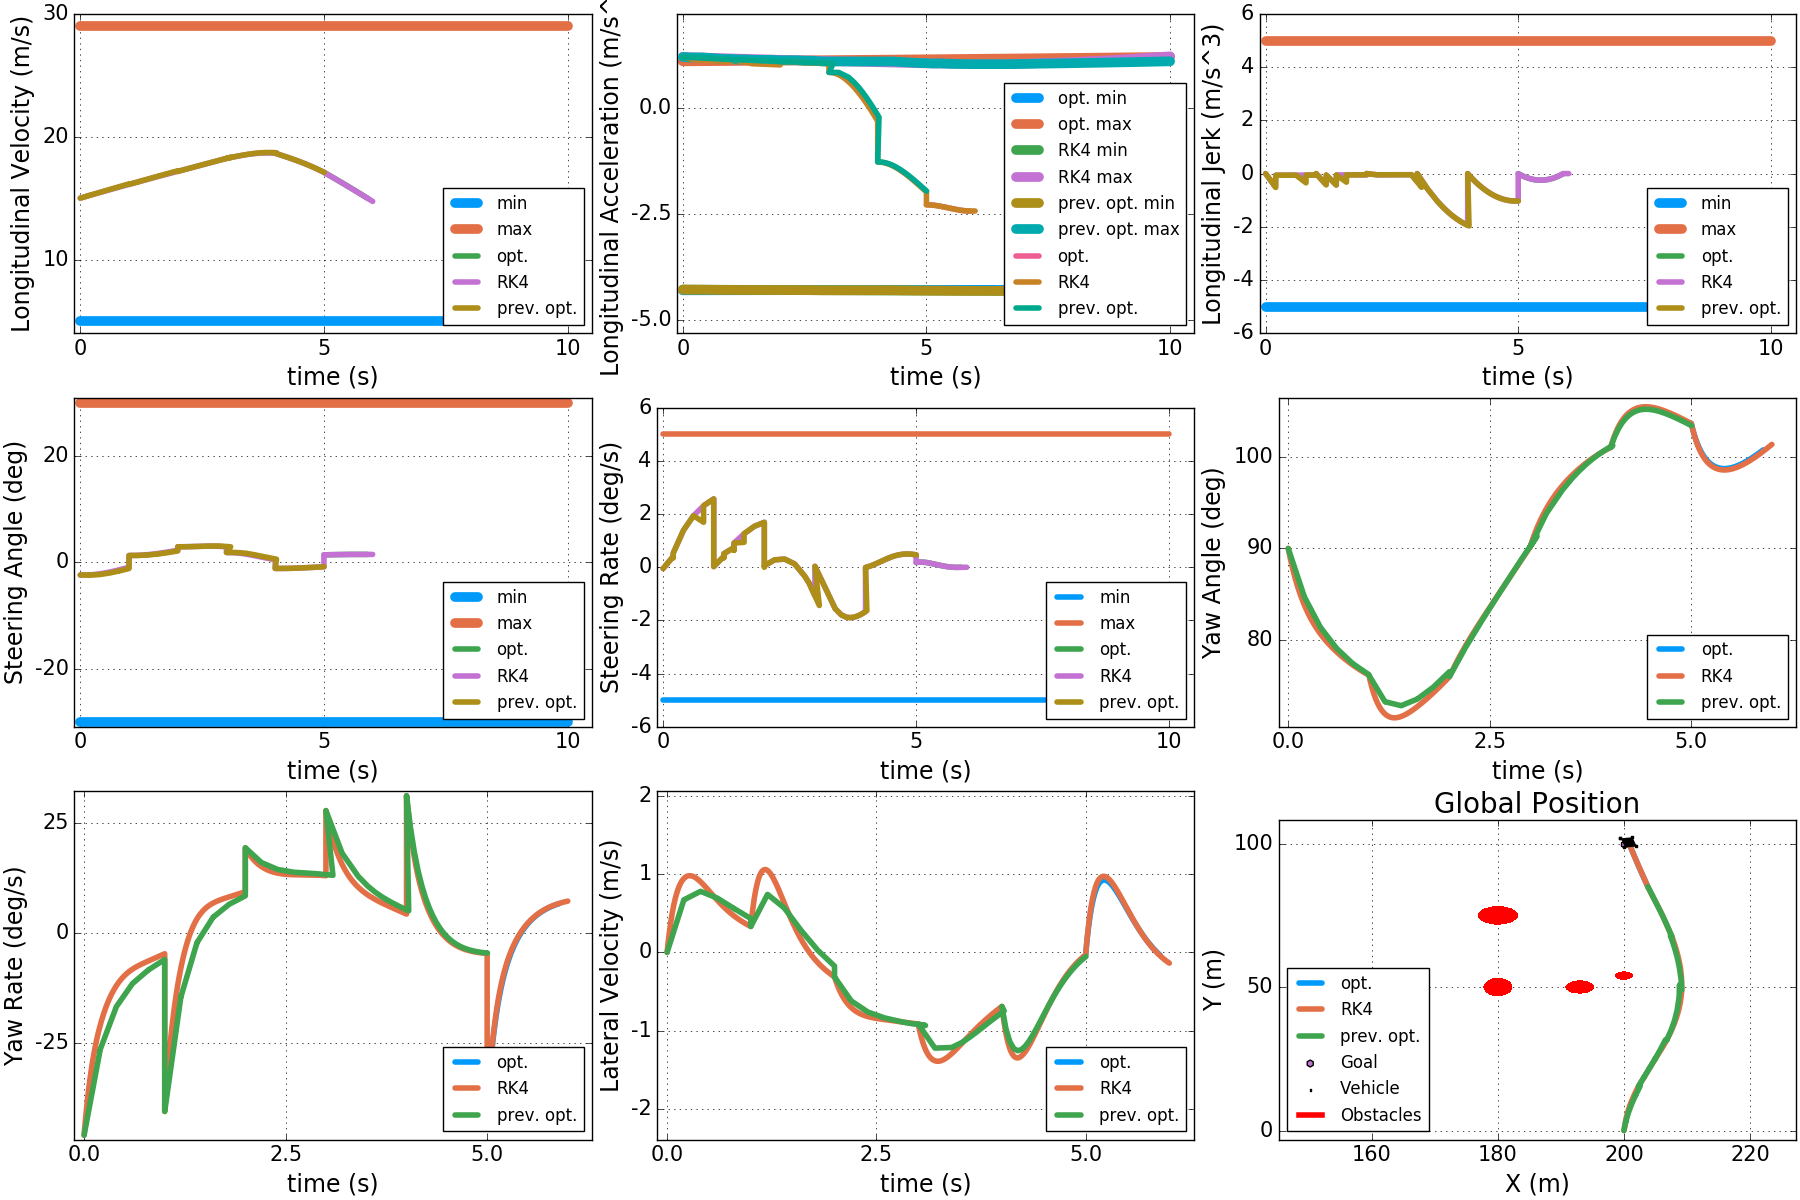 Longitudinal Velocity (m/s)
30
20
10
0
5
10
time (s)
min
max
opt.
RK4
prev. opt.
Longitudinal Acceleration (m/s^
0.0
-2.5
-5.0
0
5
10
time (s)
opt. min
opt. max
RK4 min
RK4 max
prev. opt. min
prev. opt. max
opt.
RK4
prev. opt.
Longitudinal Jerk (m/s^3)
6
4
2
0
-2
-4
-6
0
5
10
time (s)
min
max
opt.
RK4
prev. opt.
Steering Angle (deg)
20
0
-20
0
5
10
time (s)
min
max
opt.
RK4
prev. opt.
Steering Rate (deg/s)
6
4
2
0
-2
-4
-6
0
5
10
time (s)
min
max
opt.
RK4
prev. opt.
Yaw Angle (deg)
100
90
80
0.0
2.5
5.0
time (s)
opt.
RK4
prev. opt.
Yaw Rate (deg/s)
25
0
-25
0.0
2.5
5.0
time (s)
opt.
RK4
prev. opt.
Lateral Velocity (m/s)
2
1
0
-1
-2
0.0
2.5
5.0
time (s)
opt.
RK4
prev. opt.
Global Position
Y (m)
100
50
0
160
180
200
220
X (m)
opt.
RK4
prev. opt.
Goal
Vehicle
Obstacles